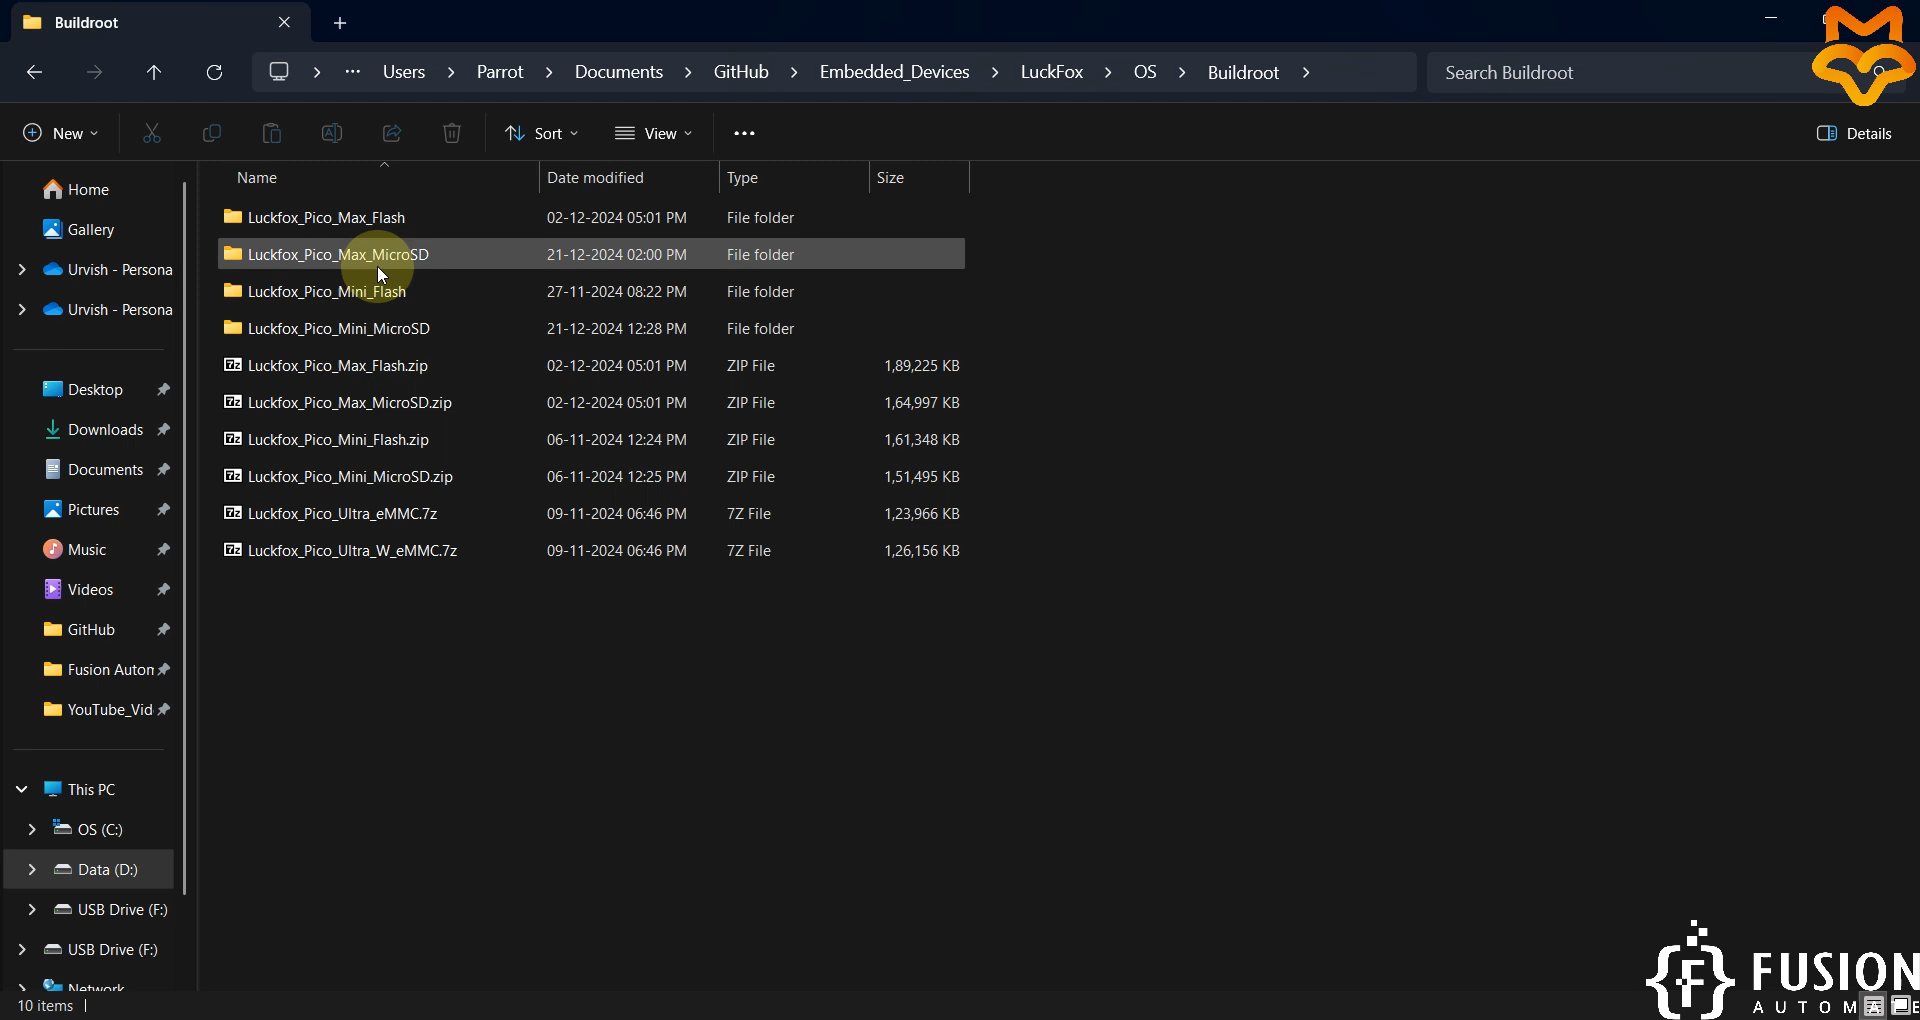 Buildroot
Users > Parrot > Documents > GitHub > Embedded_Devices > LuckFox > OS > Buildroot >
Search Buildroot
New
Sort
View
Details
Name Date modified Type Size
Luckfox_Pico_Max_Flash 02-12-2024 05:01 PM File folder
Luckfox_Pico_Max_MicroSD 21-12-2024 02:00 PM File folder
Luckfox_Pico_Mini_Flash 27-11-2024 08:22 PM File folder
Luckfox_Pico_Mini_MicroSD 21-12-2024 12:28 PM File folder
Luckfox_Pico_Max_Flash.zip 02-12-2024 05:01 PM ZIP File 1,89,225 KB
Luckfox_Pico_Max_MicroSD.zip 02-12-2024 05:01 PM ZIP File 1,64,997 KB
Luckfox_Pico_Mini_Flash.zip 06-11-2024 12:24 PM ZIP File 1,61,348 KB
Luckfox_Pico_Mini_MicroSD.zip 06-11-2024 12:25 PM ZIP File 1,51,495 KB
Luckfox_Pico_Ultra_eMMC.7z 09-11-2024 06:46 PM 7Z File 1,23,966 KB
Luckfox_Pico_Ultra_W_eMMC.7z 09-11-2024 06:46 PM 7Z File 1,26,156 KB
Home
Gallery
Urvish - Persona
Urvish - Persona
Desktop
Downloads
Documents
Pictures
Music
Videos
GitHub
Fusion Autom
YouTube_Vid
This PC
OS (C:)
Data (D:)
USB Drive (F:)
USB Drive (F:)
Network
10 items
FUSION
AUTOM